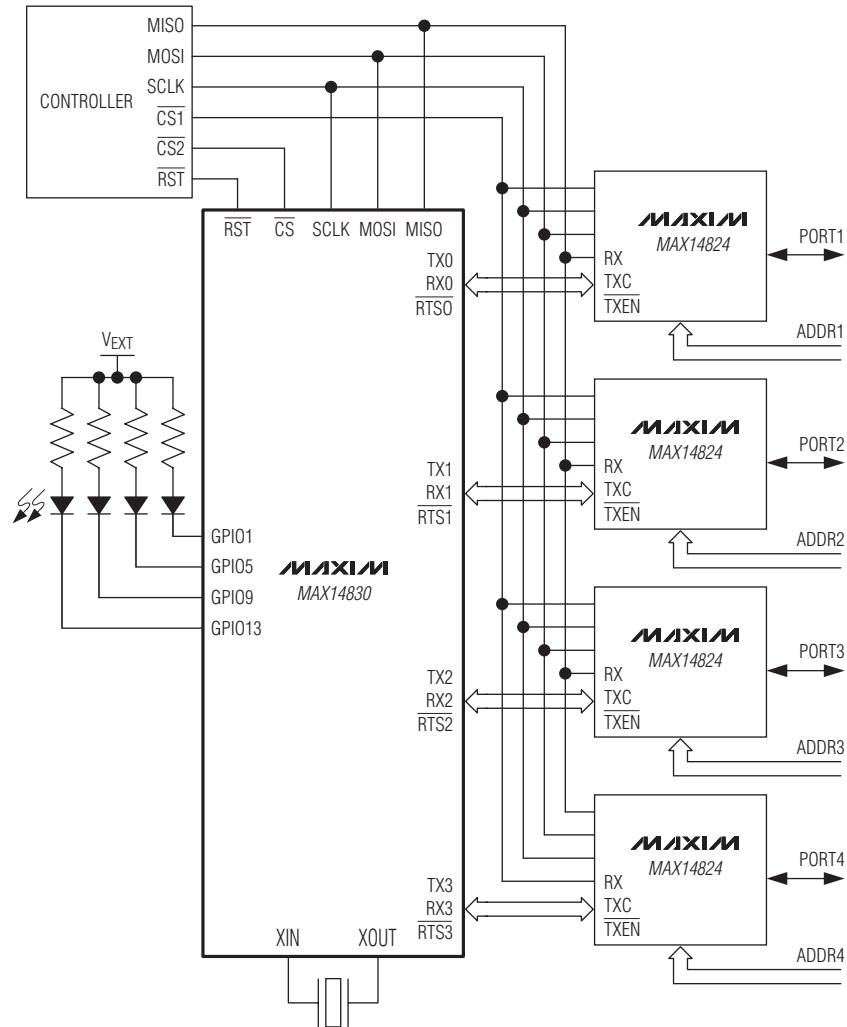 MISO
MOSI
SCLK
CONTROLLER
CS1
CS2
RST
RST CS SCLK MOSI MISO
TX0
RX0
RTS0
MAXIM
MAX14824
RX
TXC
TXEN
PORT1
ADDR1
VEXT
TX1
RX1
RTS1
MAXIM
MAX14824
RX
TXC
TXEN
PORT2
ADDR2
GPIO1
GPIO5
GPIO9
GPIO13
MAXIM
MAX14830
TX2
RX2
RTS2
MAXIM
MAX14824
RX
TXC
TXEN
PORT3
ADDR3
TX3
RX3
RTS3
MAXIM
MAX14824
RX
TXC
TXEN
PORT4
ADDR4
XIN XOUT